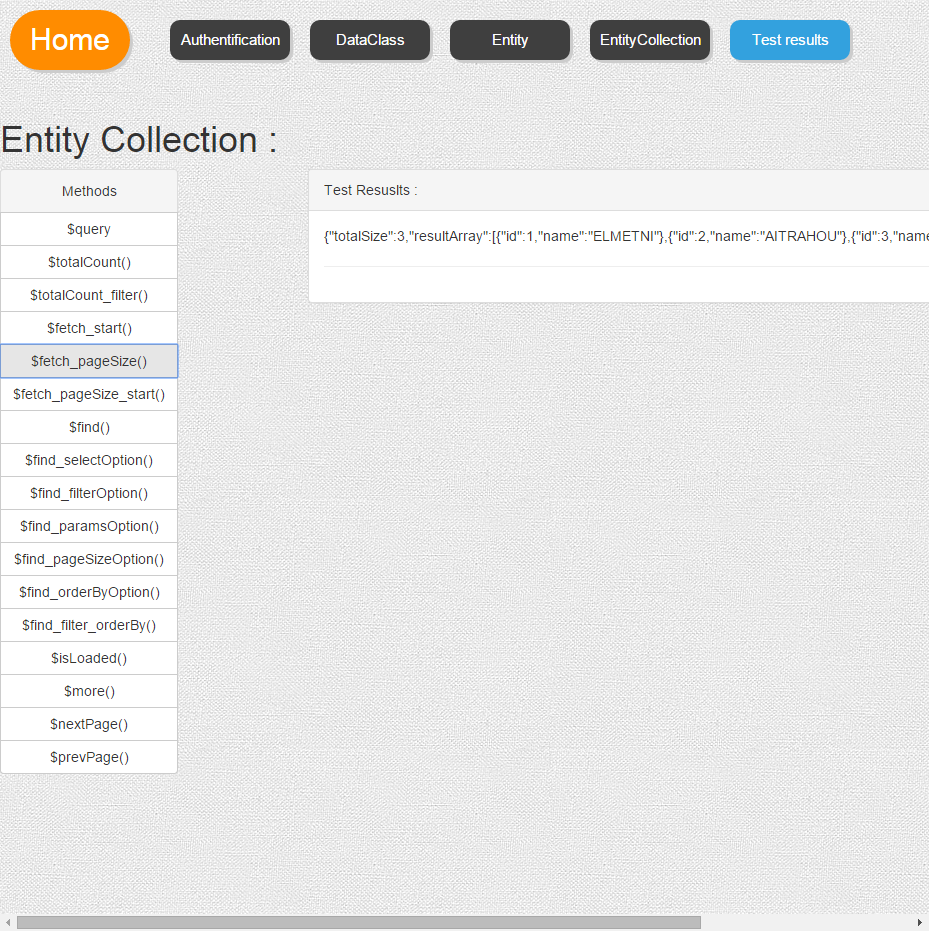 Home
Authentification
DataClass
Entity
EntityCollection
Test results
Entity Collection :
Methods
$query
$totalCount()
$totalCount_filter()
$fetch_start()
$fetch_pageSize()
$fetch_pageSize_start()
$find()
$find_selectOption()
$find_filterOption()
$find_paramsOption()
$find_pageSizeOption()
$find_orderByOption()
$find_filter_orderBy()
$isLoaded()
$more()
$nextPage()
$prevPage()
Test Resuslts :
{"totalSize":3,"resultArray":[{"id":1,"name":"ELMETNI"},{"id":2,"name":"AITRAHOU"},{"id":3,"name